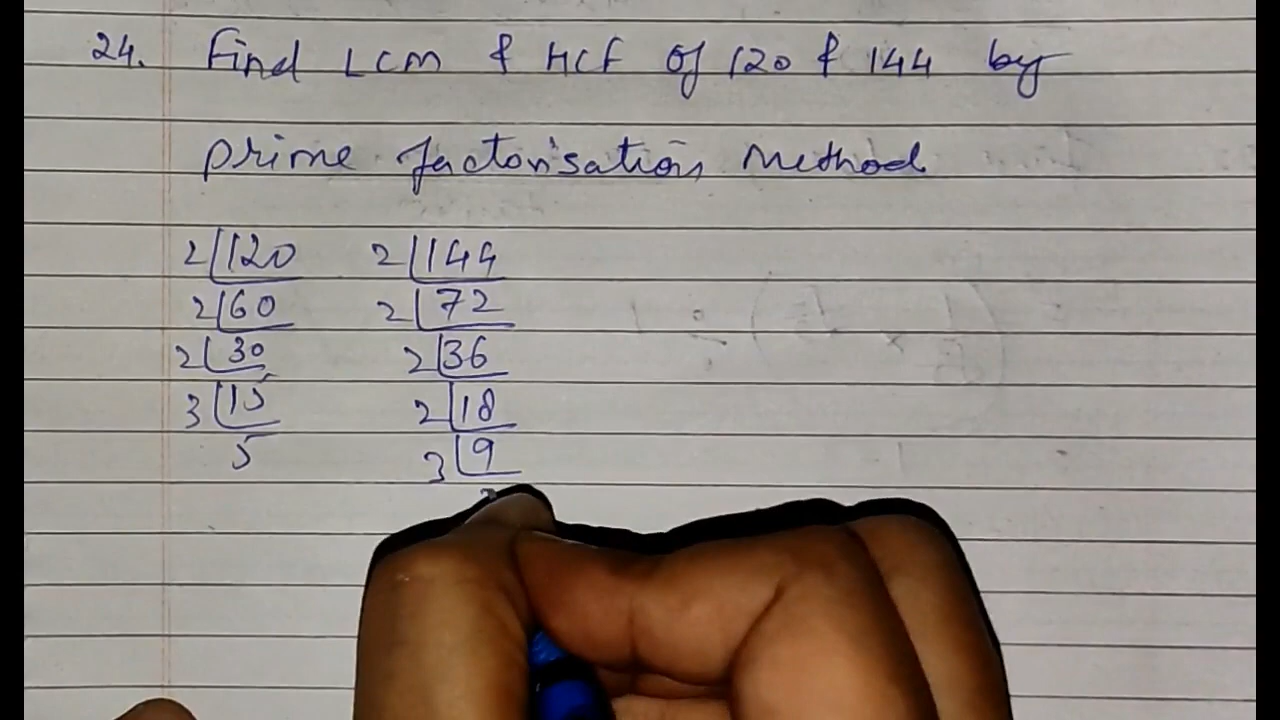 24. Find LCM & HCF of 120 & 144 by
prime factorisation Method
2 120 2 144
2 60 2 72
2 30 2 36
3 15 2 18
5 3 9